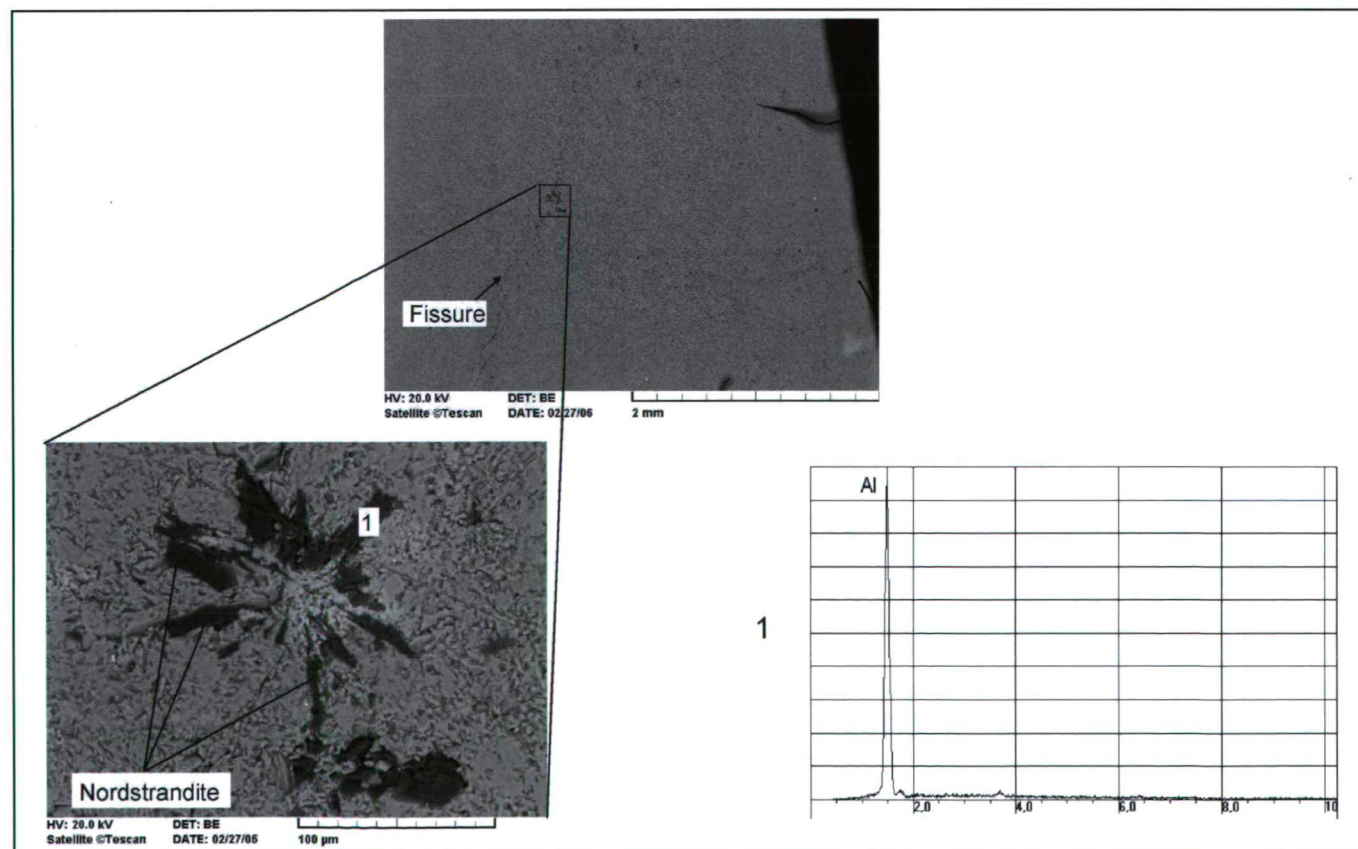 Fissure
HV: 20.0 kV DET: BE
Satellite ©Tescan DATE: 02/27/06 2 mm
1
Nordstrandite
HV: 20.0 kV DET: BE
Satellite ©Tescan DATE: 02/27/06 100 µm
Al
1
2.0 4.0 6.0 8.0 10